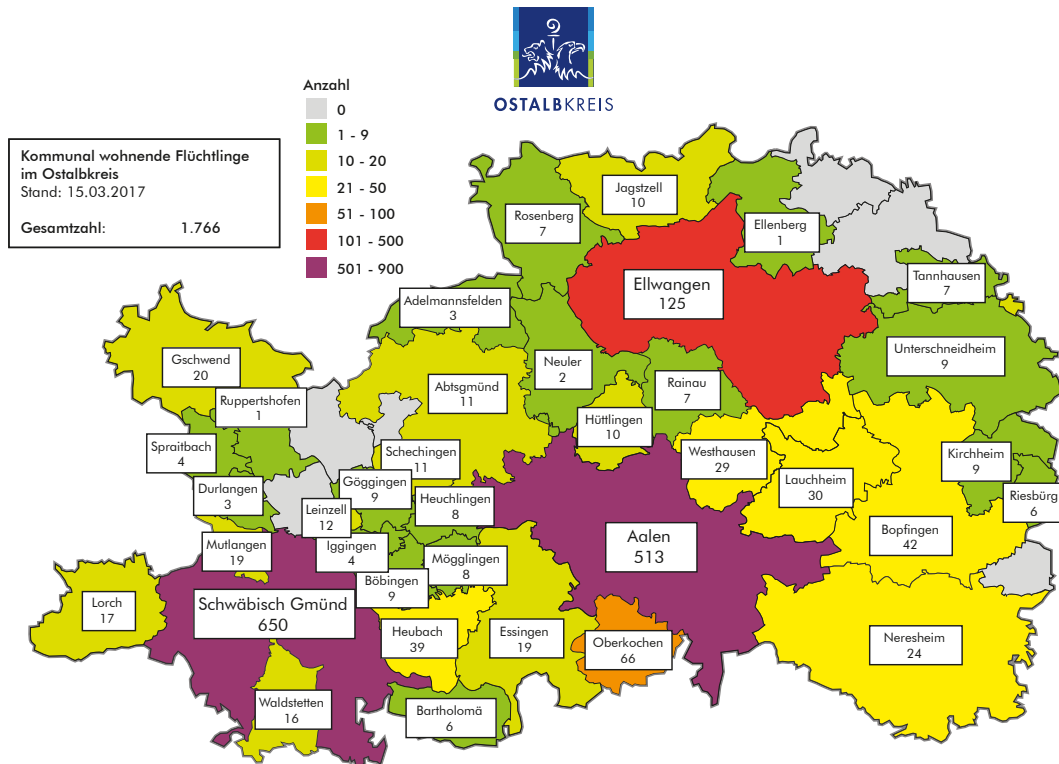 OSTALBKREIS
Anzahl
0
1 - 9
10 - 20
21 - 50
51 - 100
101 - 500
501 - 900
Kommunal wohnende Flüchtlinge
im Ostalbkreis
Stand: 15.03.2017
Gesamtzahl: 1.766
Jagstzell
10
Rosenberg
7
Ellenberg
1
Tannhausen
7
Ellwangen
125
Adelmannsfelden
3
Unterschneidheim
9
Gschwend
20
Neuler
2
Abtsgmünd
11
Rainau
7
Ruppertshofen
1
Hüttlingen
10
Spraitbach
4
Schechingen
11
Westhausen
29
Kirchheim
9
Göggingen
9
Lauchheim
30
Durlangen
3
Heuchlingen
8
Riesbürg
6
Leinzell
12
Aalen
513
Bopfingen
42
Mutlangen
19
Iggingen
4
Mögglingen
8
Böbingen
9
Lorch
17
Schwäbisch Gmünd
650
Heubach
39
Essingen
19
Oberkochen
66
Neresheim
24
Waldstetten
16
Bartholomä
6